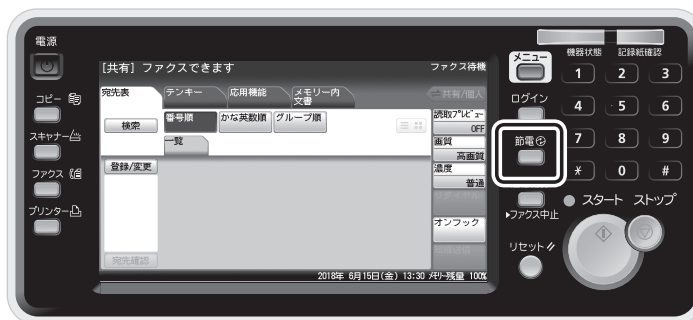 電源
コピー
スキャナー
ファクス
プリンター
[共有] ファクスできます
ファクス待機
宛先表
テンキー
応用機能
メモリー内
文書
共有/個人
検索
番号順
かな英数順
グループ順
一覧
登録/変更
宛先確認
読取プレビュー
OFF
画質
高画質
濃度
普通
リダイヤル
オンフック
2018年 6月15日(金) 13:30 メモリー残量 100%
機器状態
記録紙確認
メニュー
ログイン
節電
▶ファクス中止
リセット
1 2 3
4 5 6
7 8 9
* 0 #
スタート ストップ